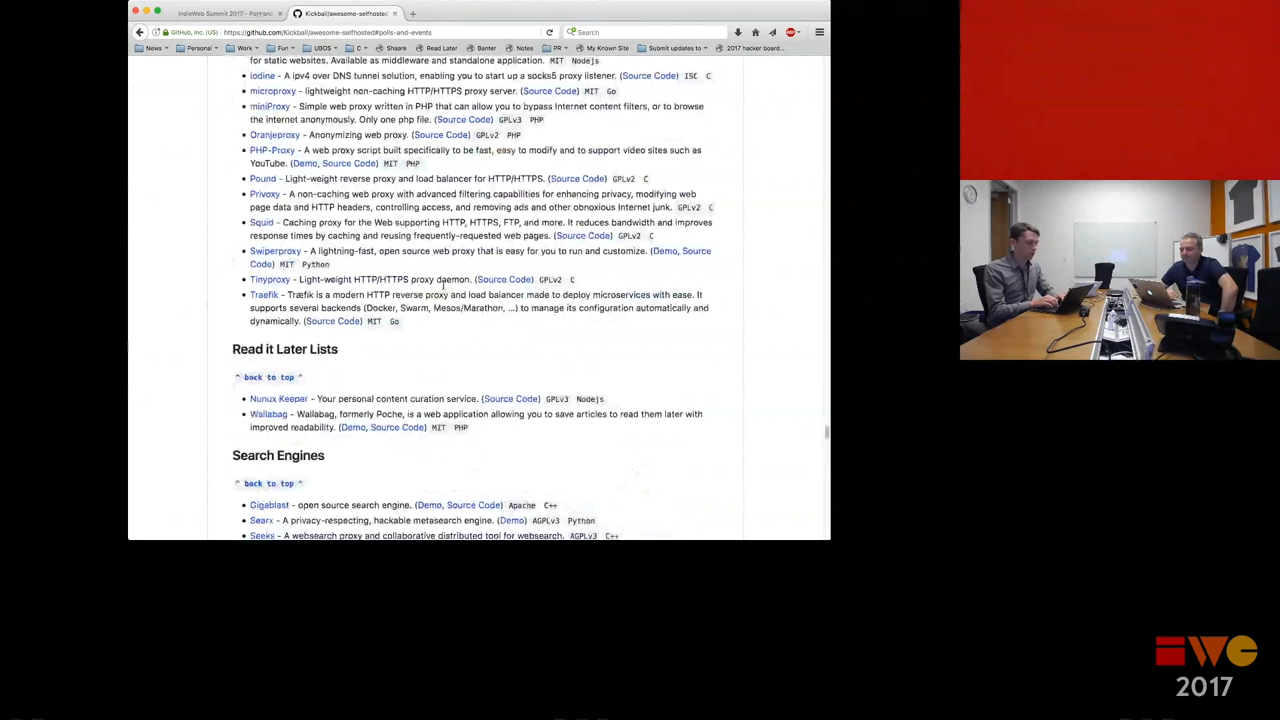 IndieWeb Summit 2017 - Port and
Kickball/awesome-selfhosted:
GitHub, Inc. (US)
https://github.com/Kickball/awesome-selfhosted#polls-and-events
Search
News
Personal
Work
Fun
UBOS
C
Share
Read Later
Banter
Notes
PR
My Known Site
Submit updates to
2017 hacker board...
for static websites. Available as middleware and standalone application. MIT Nodejs
iodine - A ipv4 over DNS tunnel solution, enabling you to start up a socks5 proxy listener. (Source Code) ISC C
microproxy - lightweight non-caching HTTP/HTTPS proxy server. (Source Code) MIT Go
miniProxy - Simple web proxy written in PHP that can allow you to bypass Internet content filters, or to browse
the internet anonymously. Only one php file. (Source Code) GPLv3 PHP
Oranjeproxy - Anonymizing web proxy. (Source Code) GPLv2 PHP
PHP-Proxy - A web proxy script built specifically to be fast, easy to modify and to support video sites such as
YouTube. (Demo, Source Code) MIT PHP
Pound - Light-weight reverse proxy and load balancer for HTTP/HTTPS. (Source Code) GPLv2 C
Privoxy - A non-caching web proxy with advanced filtering capabilities for enhancing privacy, modifying web
page data and HTTP headers, controlling access, and removing ads and other obnoxious Internet junk. GPLv2 C
Squid - Caching proxy for the Web supporting HTTP, HTTPS, FTP, and more. It reduces bandwidth and improves
response times by caching and reusing frequently-requested web pages. (Source Code) GPLv2 C
Swiperproxy - A lightning-fast, open source web proxy that is easy for you to run and customize. (Demo, Source
Code) MIT Python
Tinyproxy - Light-weight HTTP/HTTPS proxy daemon. (Source Code) GPLv2 C
Traefik - Træfɪk is a modern HTTP reverse proxy and load balancer made to deploy microservices with ease. It
supports several backends (Docker, Swarm, Mesos/Marathon, ...) to manage its configuration automatically and
dynamically. (Source Code) MIT Go
Read it Later Lists
^ back to top ^
Nunux Keeper - Your personal content curation service. (Source Code) GPLv3 Nodejs
Wallabag - Wallabag, formerly Poche, is a web application allowing you to save articles to read them later with
improved readability. (Demo, Source Code) MIT PHP
Search Engines
^ back to top ^
Gigablast - open source search engine. (Demo, Source Code) Apache C++
Searx - A privacy-respecting, hackable metasearch engine. (Demo) AGPLv3 Python
Seeks - A websearch proxy and collaborative distributed tool for websearch. AGPLv3 C++
IWC
2017